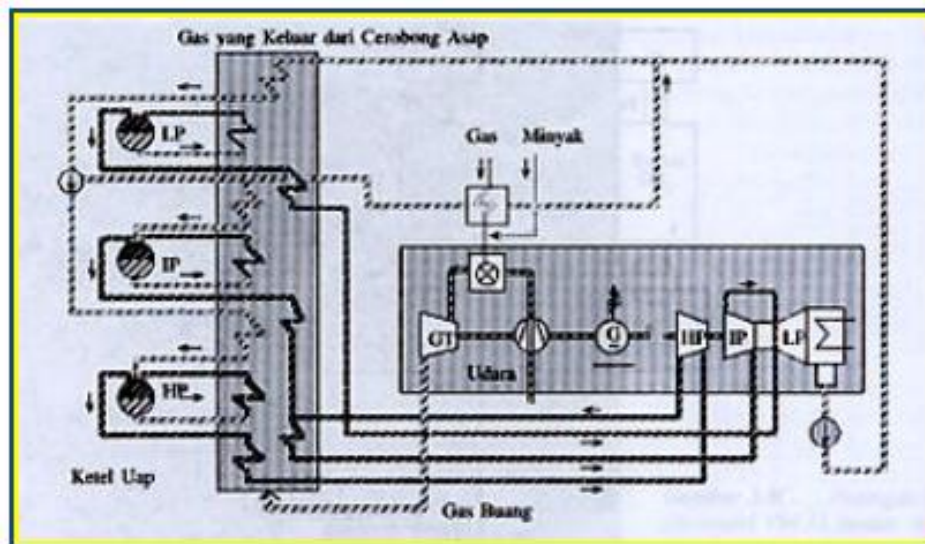 Gas yang Keluar dari Cerobong Asap
LP
Gas Minyak
IP
GT
G
HP
IP
LP
Udara
HP
Ketel Uap
Gas Buang